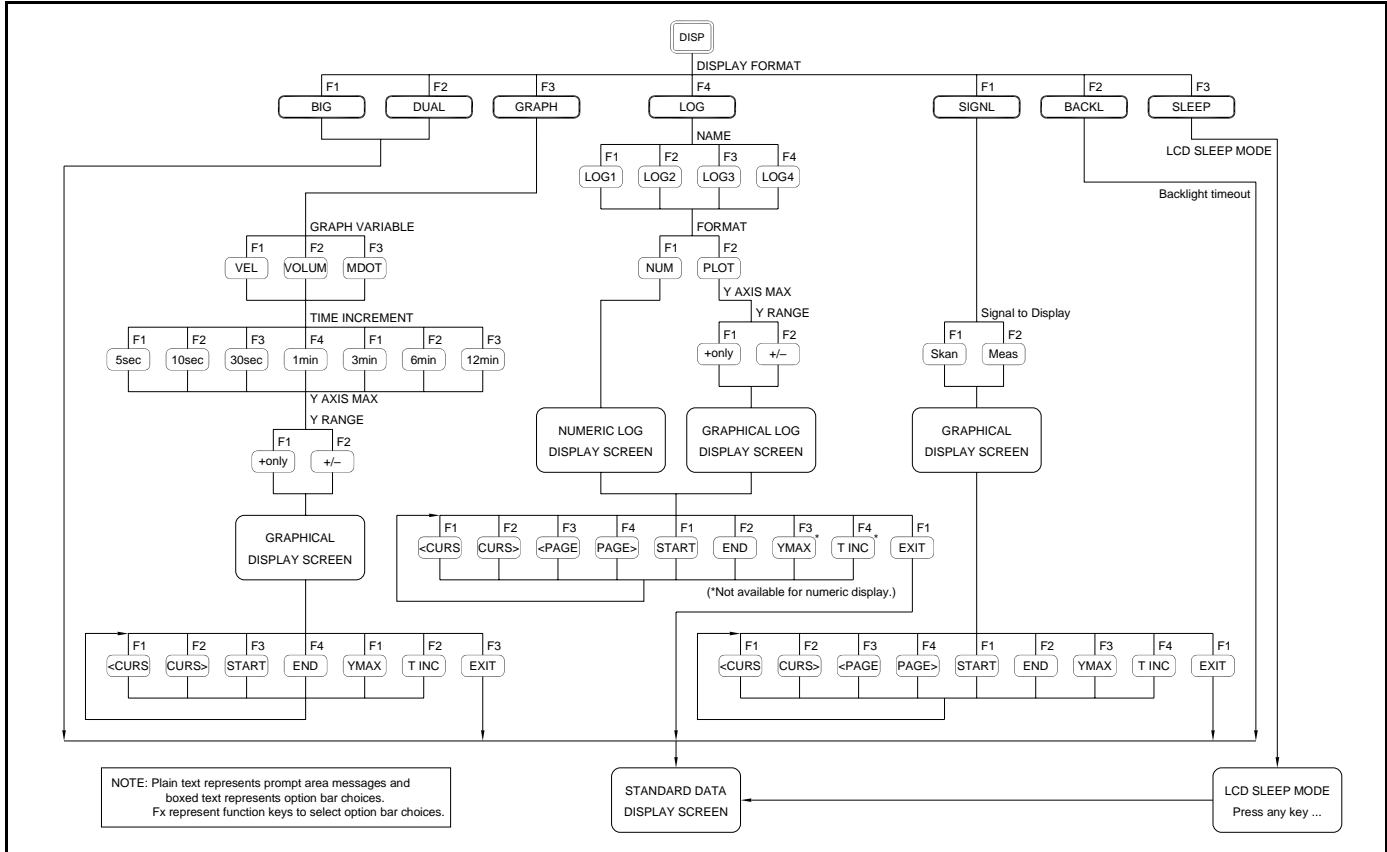 DISP
DISPLAY FORMAT
F1 F2 F3 F4 F1 F2 F3
BIG DUAL GRAPH LOG SIGNL BACKL SLEEP
NAME
LCD SLEEP MODE
F1 F2 F3 F4
LOG1 LOG2 LOG3 LOG4
Backlight timeout
GRAPH VARIABLE
FORMAT
F1 F2 F3
VEL VOLUM MDOT
F1 F2
NUM PLOT
Y AXIS MAX
TIME INCREMENT
Y RANGE
Signal to Display
F1 F2 F3 F4 F1 F2 F3
5sec 10sec 30sec 1min 3min 6min 12min
F1 F2
+only +/–
F1 F2
Skan Meas
Y AXIS MAX
Y RANGE
F1 F2
+only +/–
NUMERIC LOG
DISPLAY SCREEN
GRAPHICAL LOG
DISPLAY SCREEN
GRAPHICAL
DISPLAY SCREEN
GRAPHICAL
DISPLAY SCREEN
F1 F2 F3 F4 F1 F2 F3 F4 F1
<CURS CURS> <PAGE PAGE> START END YMAX* T INC* EXIT
(*Not available for numeric display.)
F1 F2 F3 F4 F1 F2 F3
<CURS CURS> START END YMAX T INC EXIT
F1 F2 F3 F4 F1 F2 F3 F4 F1
<CURS CURS> <PAGE PAGE> START END YMAX T INC EXIT
NOTE: Plain text represents prompt area messages and
boxed text represents option bar choices.
Fx represent function keys to select option bar choices.
STANDARD DATA
DISPLAY SCREEN
LCD SLEEP MODE
Press any key ...